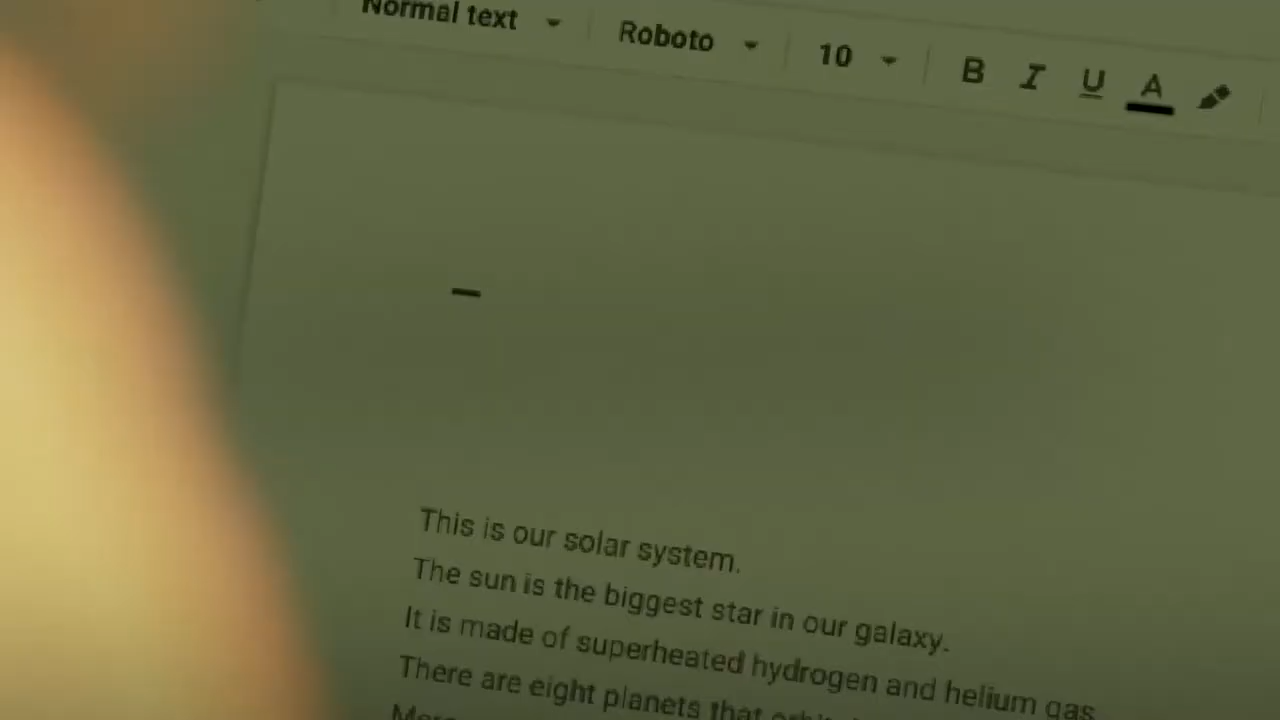 Normal text Roboto 10 B I U A
This is our solar system.
The sun is the biggest star in our galaxy.
It is made of superheated hydrogen and helium gas
There are eight planets that